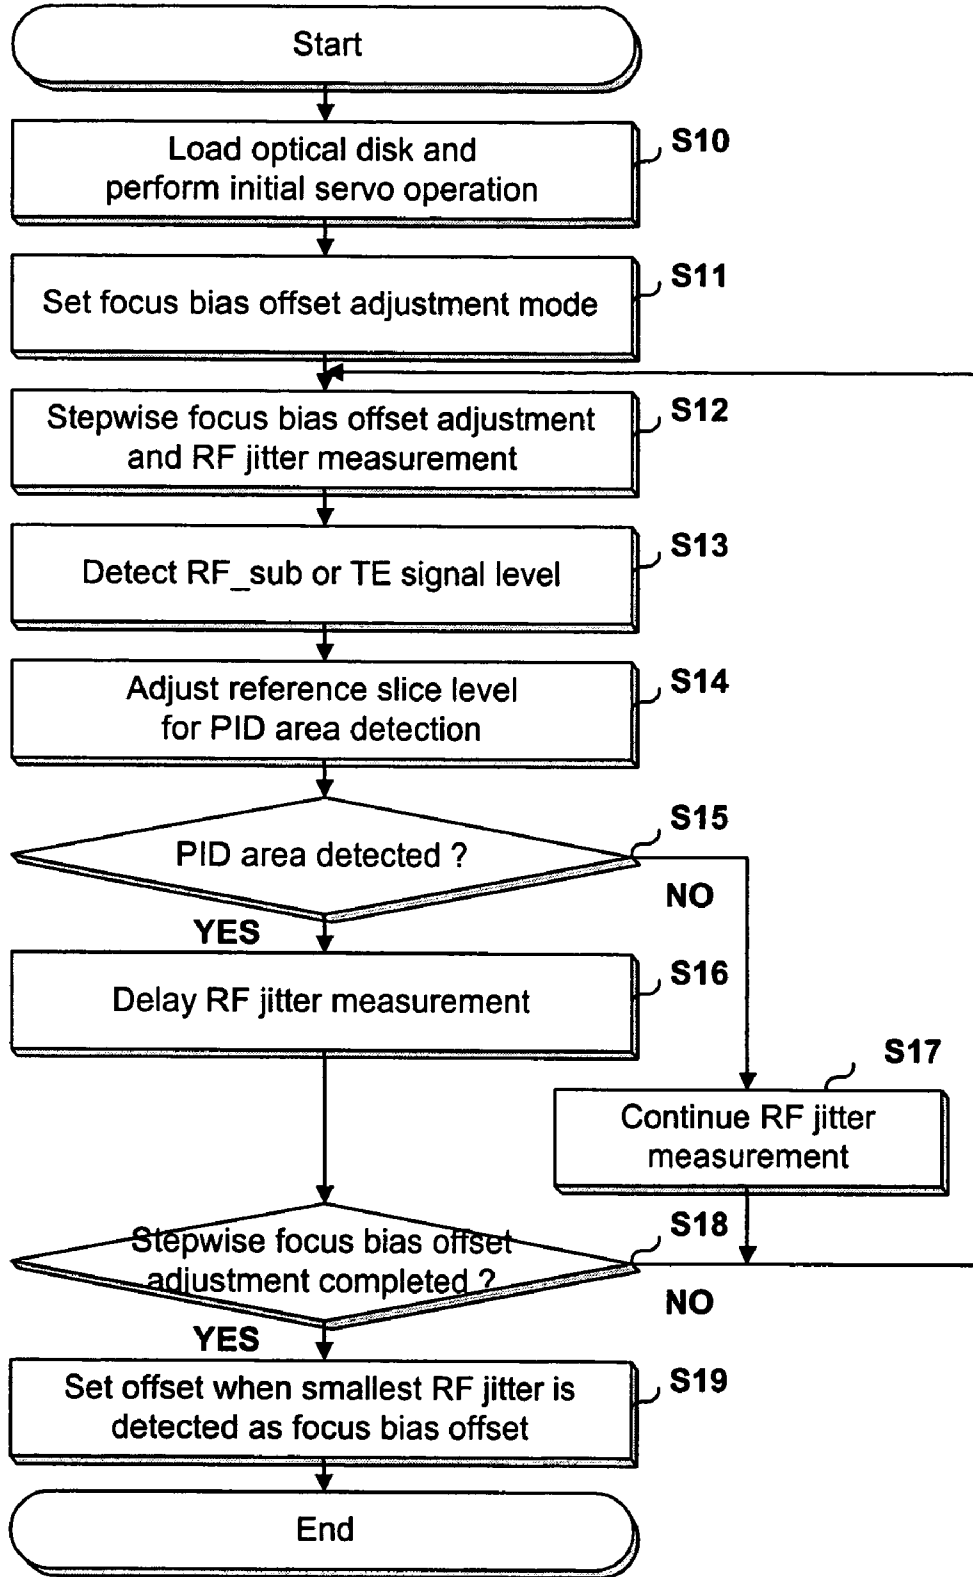 Start
Load optical disk and
perform initial servo operation
S10
Set focus bias offset adjustment mode
S11
Stepwise focus bias offset adjustment
and RF jitter measurement
S12
Detect RF_sub or TE signal level
S13
Adjust reference slice level
for PID area detection
S14
PID area detected ?
S15
NO
YES
Delay RF jitter measurement
S16
S17
Continue RF jitter
measurement
Stepwise focus bias offset
adjustment completed ?
S18
NO
YES
Set offset when smallest RF jitter is
detected as focus bias offset
S19
End